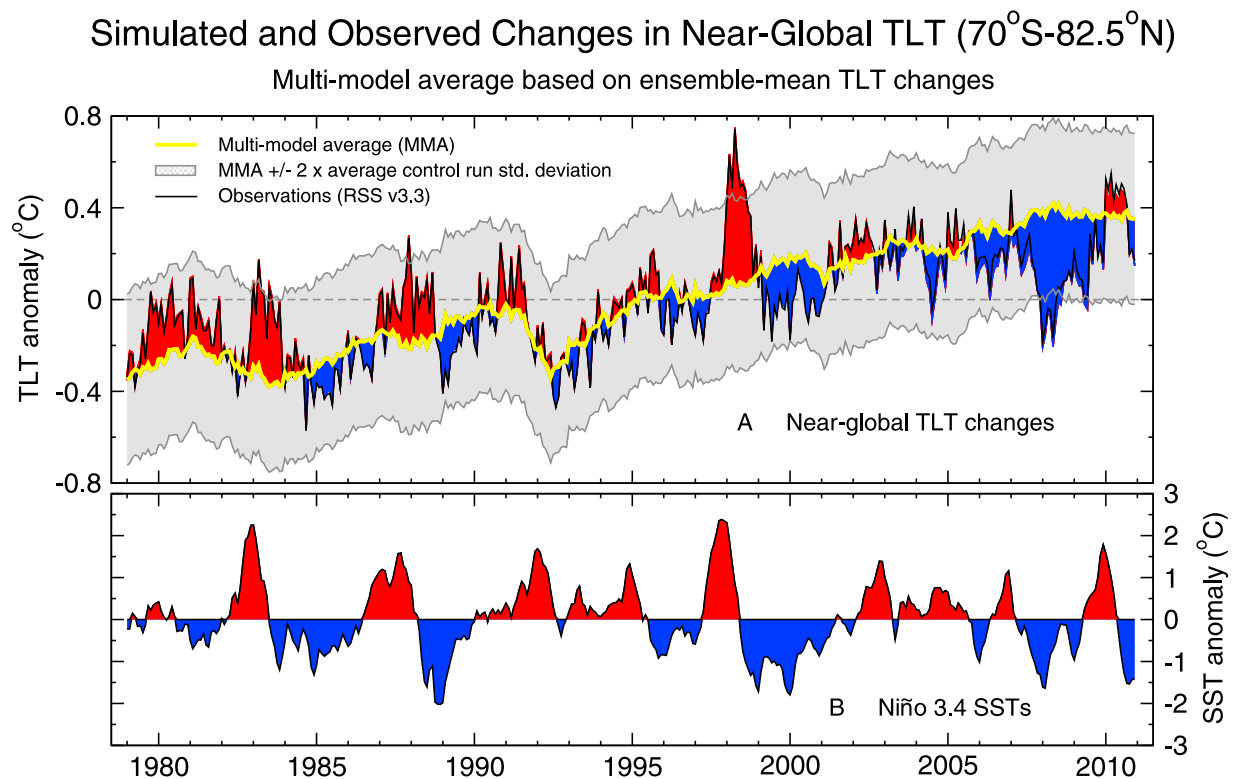 Simulated and Observed Changes in Near-Global TLT (70°S-82.5°N)
Multi-model average based on ensemble-mean TLT changes
0.8
0.4
0
-0.4
-0.8
TLT anomaly (°C)
Multi-model average (MMA)
MMA +/- 2 x average control run std. deviation
Observations (RSS v3.3)
A Near-global TLT changes
3
2
1
0
-1
-2
-3
SST anomaly (°C)
B Niño 3.4 SSTs
1980 1985 1990 1995 2000 2005 2010